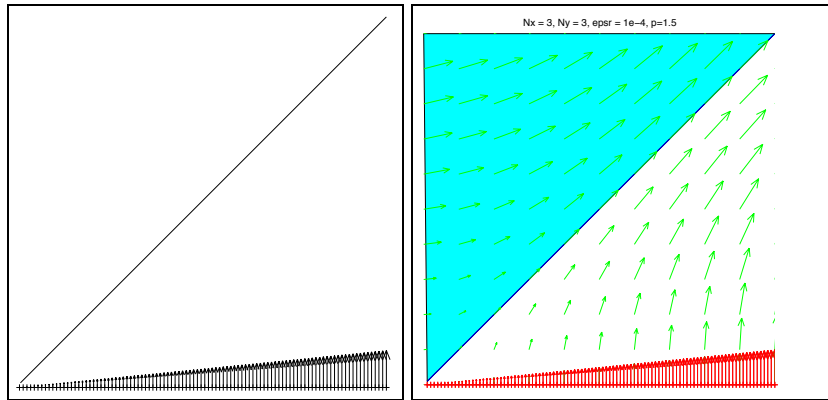 Nx = 3, Ny = 3, epsr = 1e−4, p=1.5